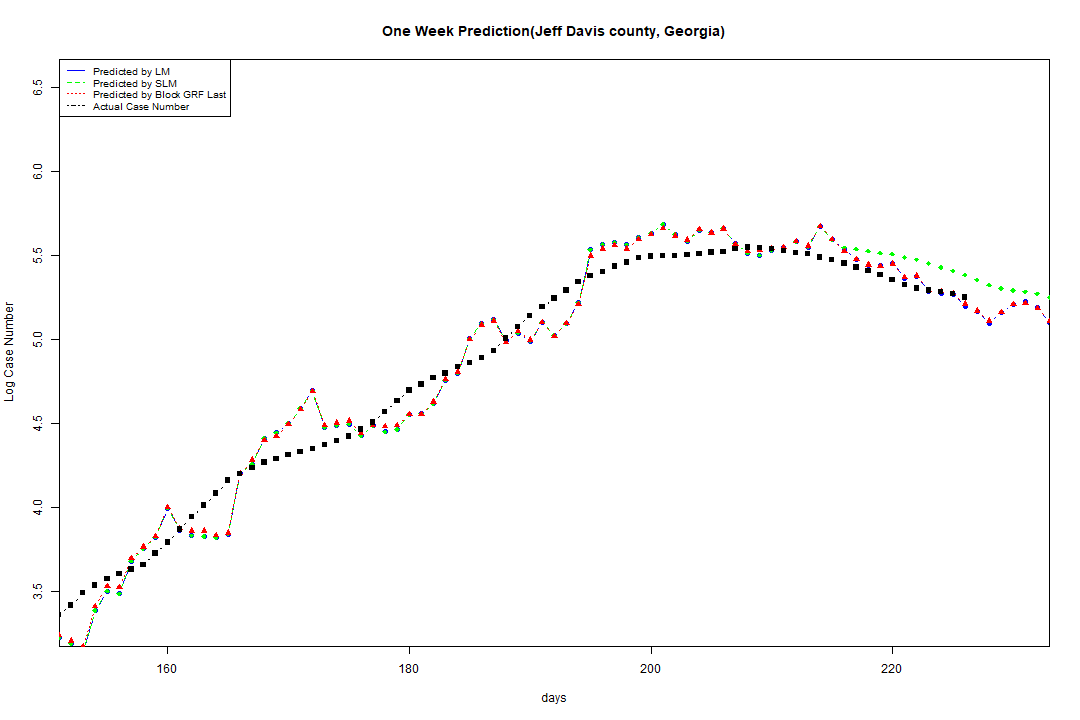 One Week Prediction(Jeff Davis county, Georgia)
Predicted by LM
Predicted by SLM
Predicted by Block GRF Last
Actual Case Number
6.5
6.0
5.5
5.0
4.5
4.0
3.5
Log Case Number
160 180 200 220
days